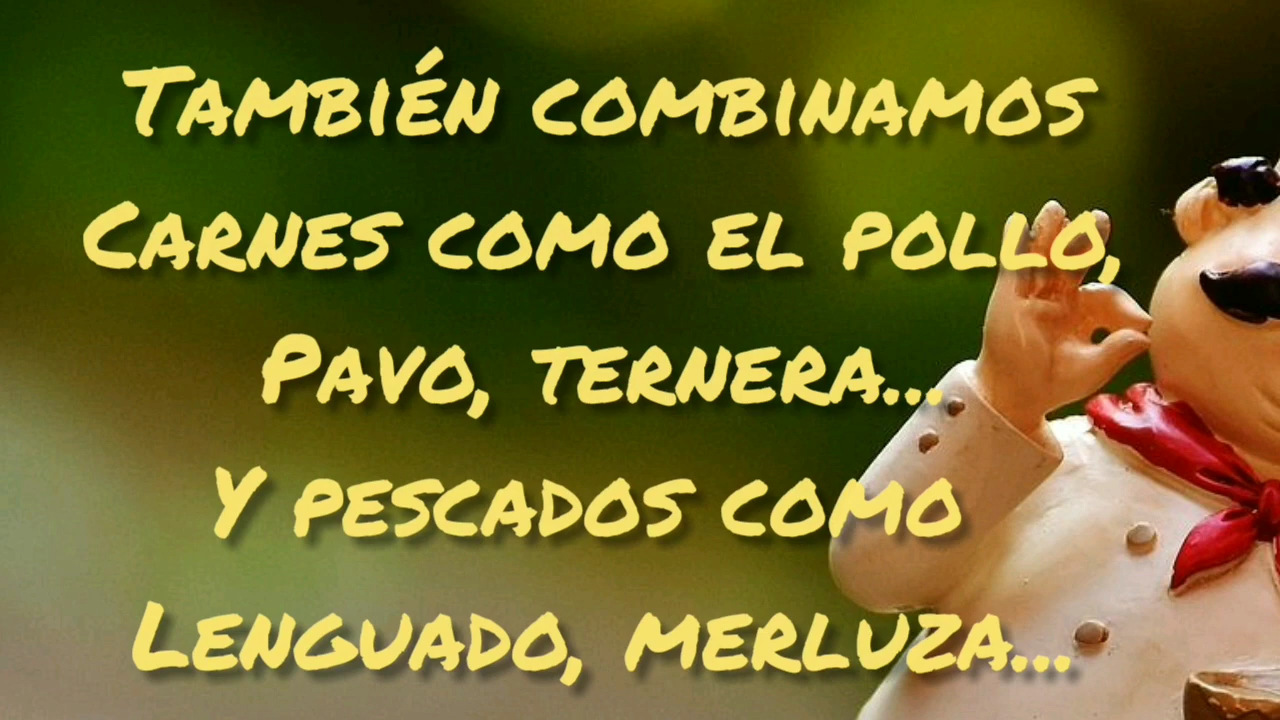 También combinamos
Carnes como el pollo,
Pavo, ternera...
Y pescados como
Lenguado, merluza...